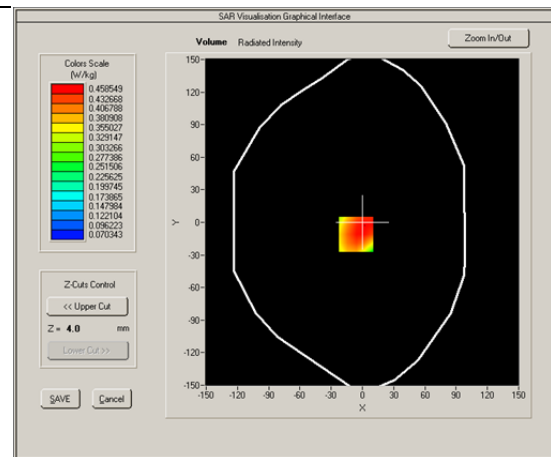 SAR Visualisation Graphical Interface
Volume Radiated Intensity
Zoom In/Out
Colors Scale
(W/kg)
0.458549
0.432668
0.406788
0.380908
0.355027
0.329147
0.303266
0.277386
0.251506
0.225625
0.199745
0.173865
0.147984
0.122104
0.096223
0.070343
Z-Cuts Control
<< Upper Cut
Z = 4.0 mm
Lower Cut >>
SAVE
Cancel
150-
120-
90-
60-
30-
0-
-30-
-60-
-90-
-120-
-150-
Y
-150 -120 -90 -60 -30 0 30 60 90 120 150
X